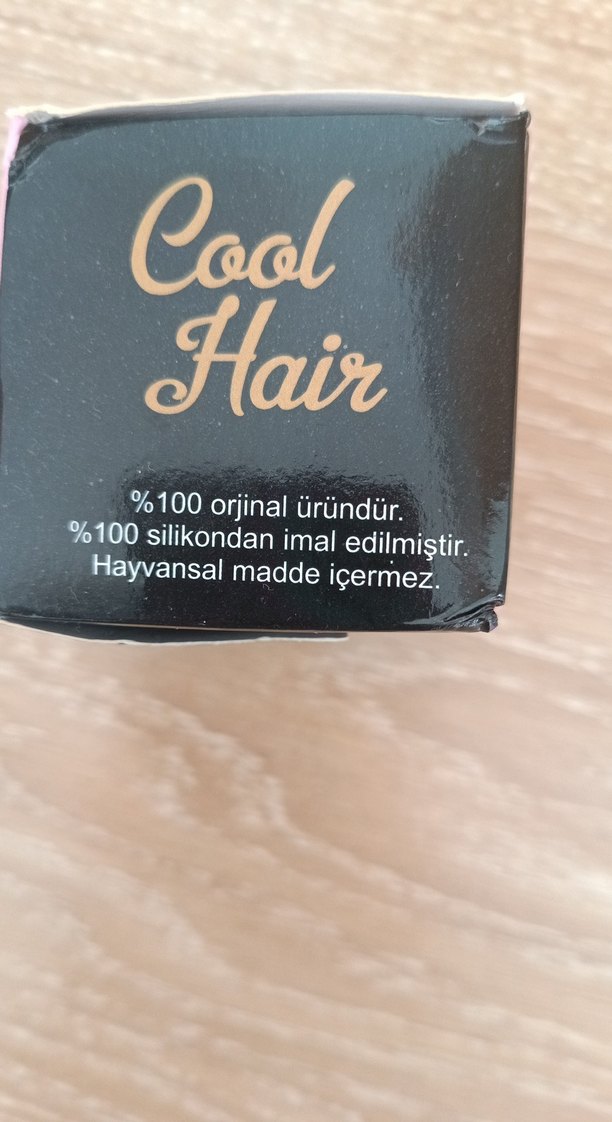 Cool
Hair
%100 orjinal üründür.
%100 silikondan imal edilmiştir.
Hayvansal madde içermez.